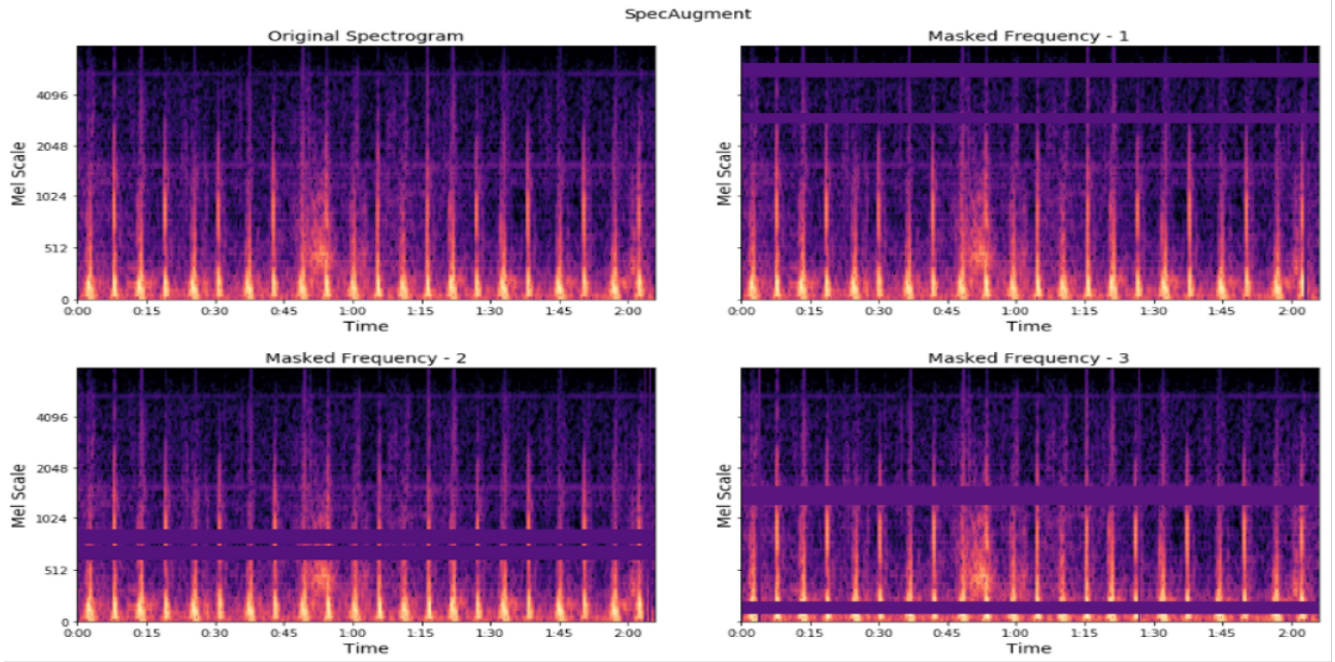 SpecAugment
Original Spectrogram
Mel Scale
4096
2048
1024
512
0
0:00 0:15 0:30 0:45 1:00 1:15 1:30 1:45 2:00
Time
Masked Frequency - 1
Mel Scale
0:00 0:15 0:30 0:45 1:00 1:15 1:30 1:45 2:00
Time
Masked Frequency - 2
Mel Scale
4096
2048
1024
512
0
0:00 0:15 0:30 0:45 1:00 1:15 1:30 1:45 2:00
Time
Masked Frequency - 3
Mel Scale
0:00 0:15 0:30 0:45 1:00 1:15 1:30 1:45 2:00
Time